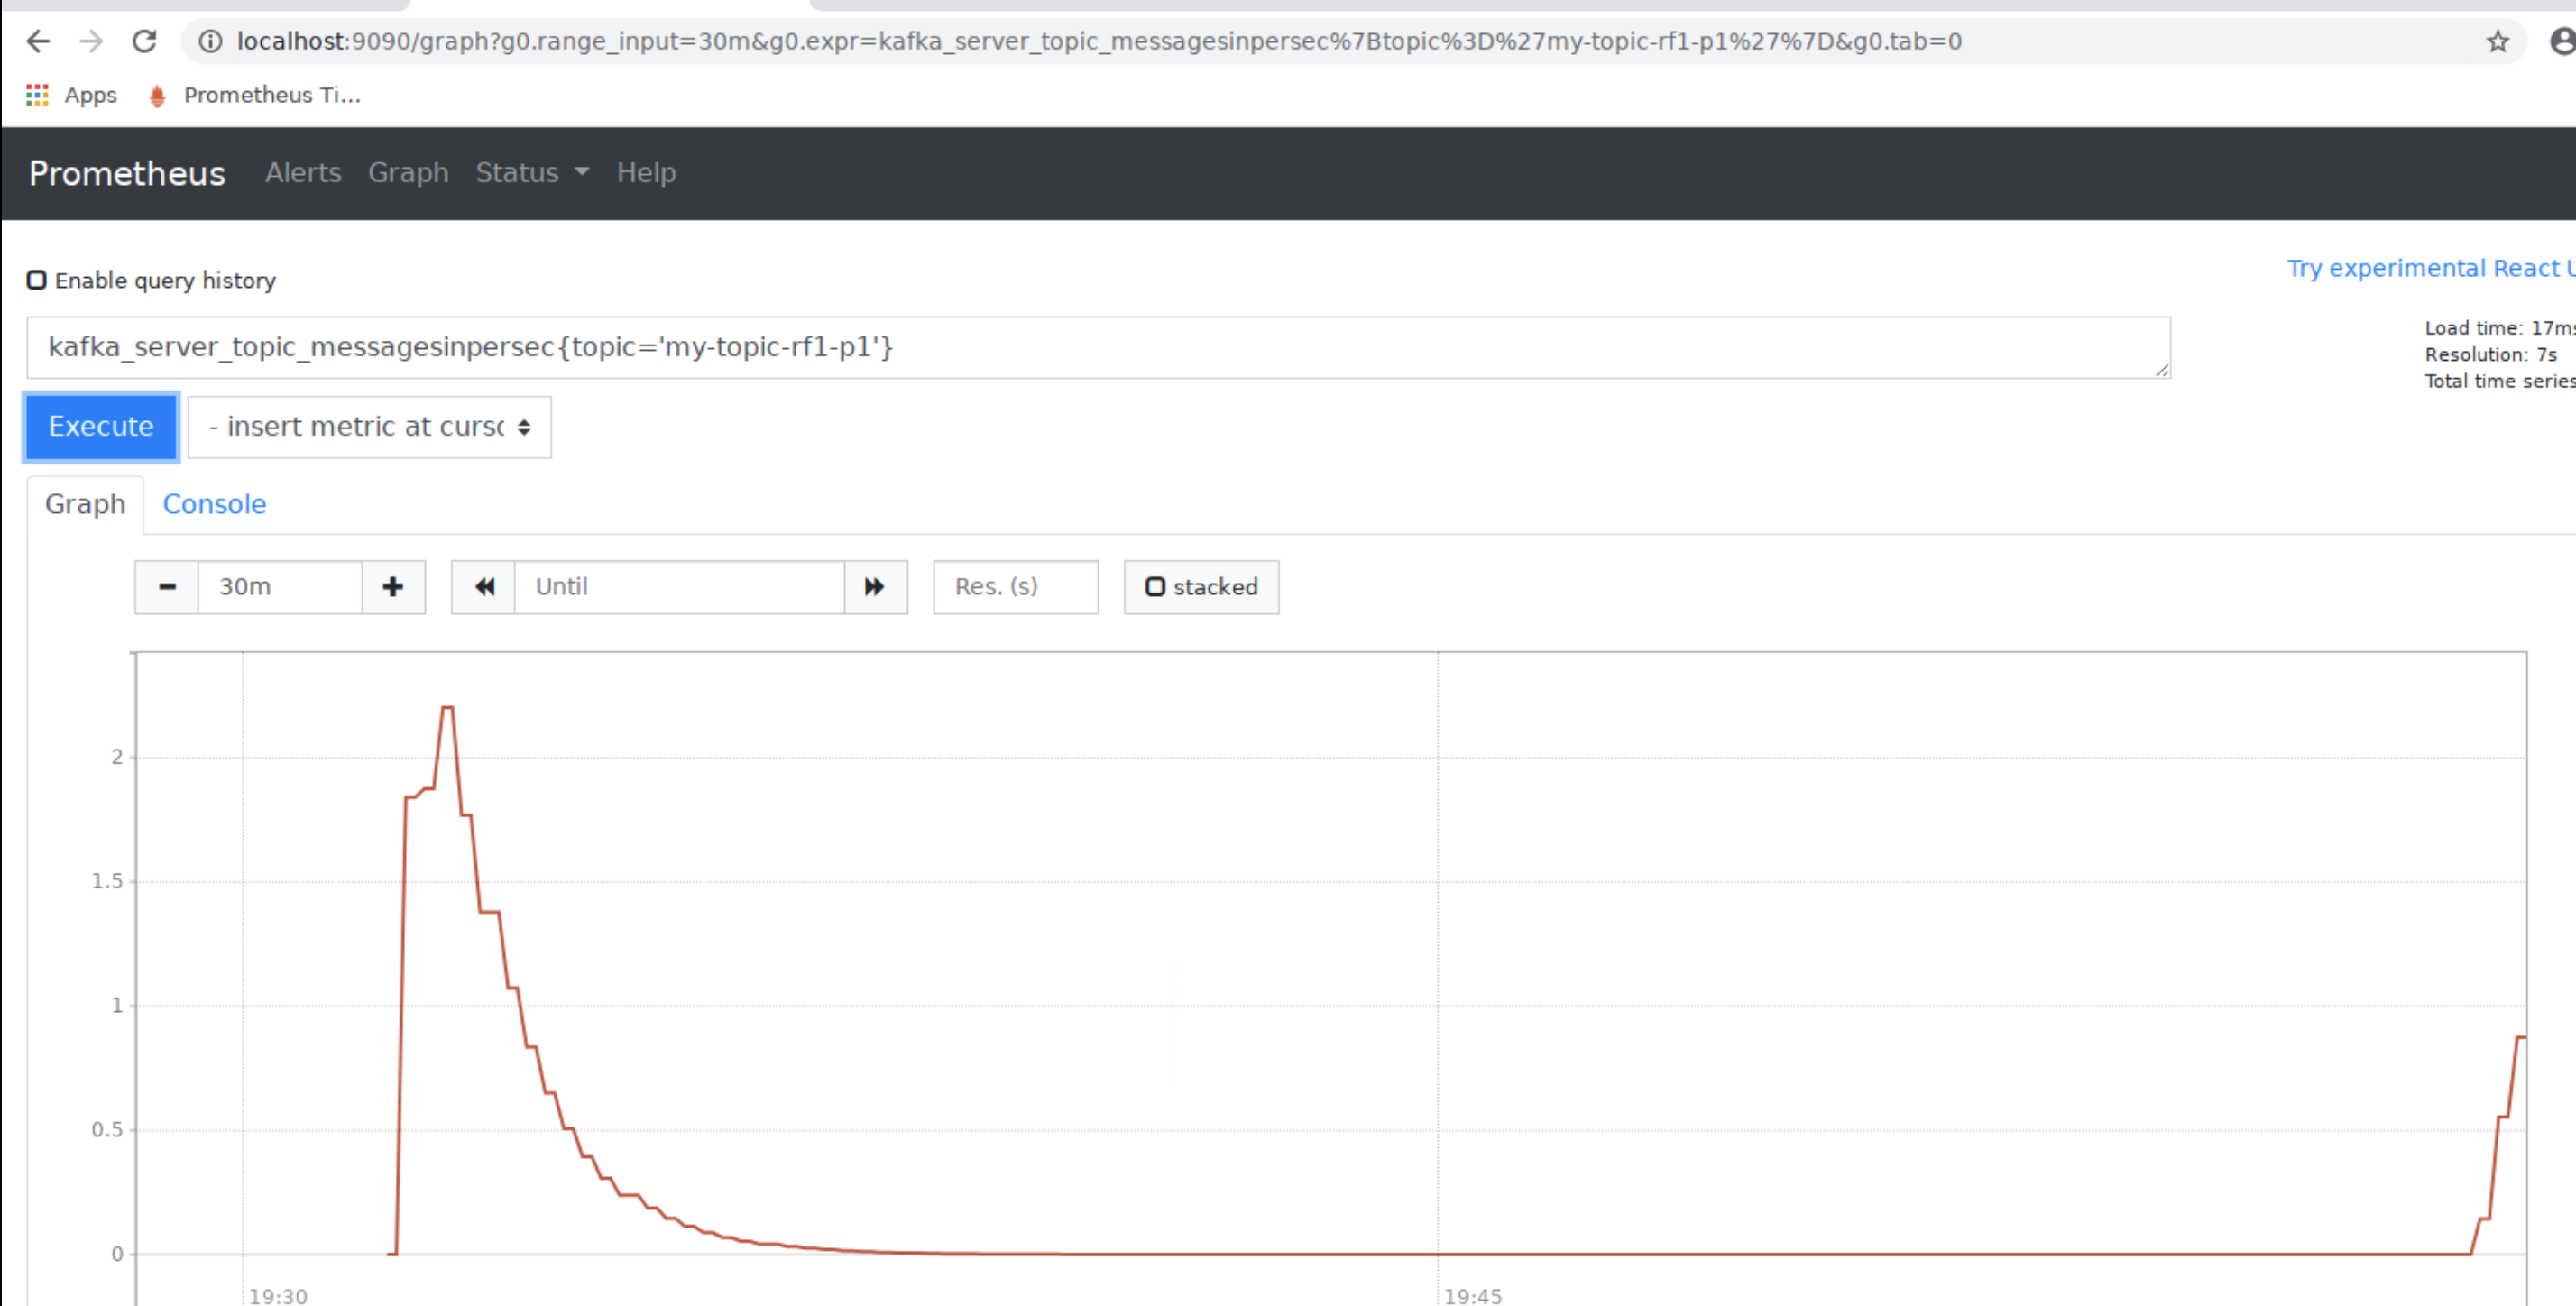 localhost:9090/graph?g0.range_input=30m&g0.expr=kafka_server_topic_messagesinpersec%7Btopic%3D%27my-topic-rf1-p1%27%7D&g0.tab=0
Apps Prometheus Ti...
Prometheus Alerts Graph Status Help
Enable query history
Try experimental React U
kafka_server_topic_messagesinpersec{topic='my-topic-rf1-p1'}
Load time: 17ms
Resolution: 7s
Total time series
Execute - insert metric at curso
Graph Console
30m Until Res. (s) stacked
2
1.5
1
0.5
0
19:30 19:45